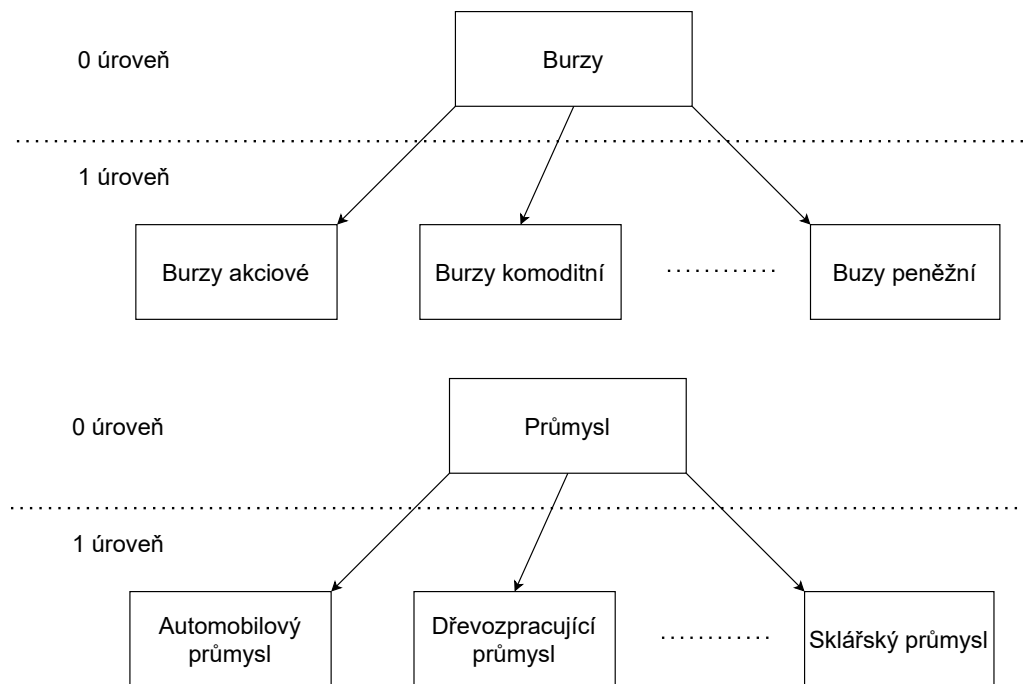 0 úroveň
Burzy
1 úroveň
Burzy akciové
Burzy komoditní
Buzy peněžní
0 úroveň
Průmysl
1 úroveň
Automobilový
průmysl
Dřevozpracující
průmysl
Sklářský průmysl